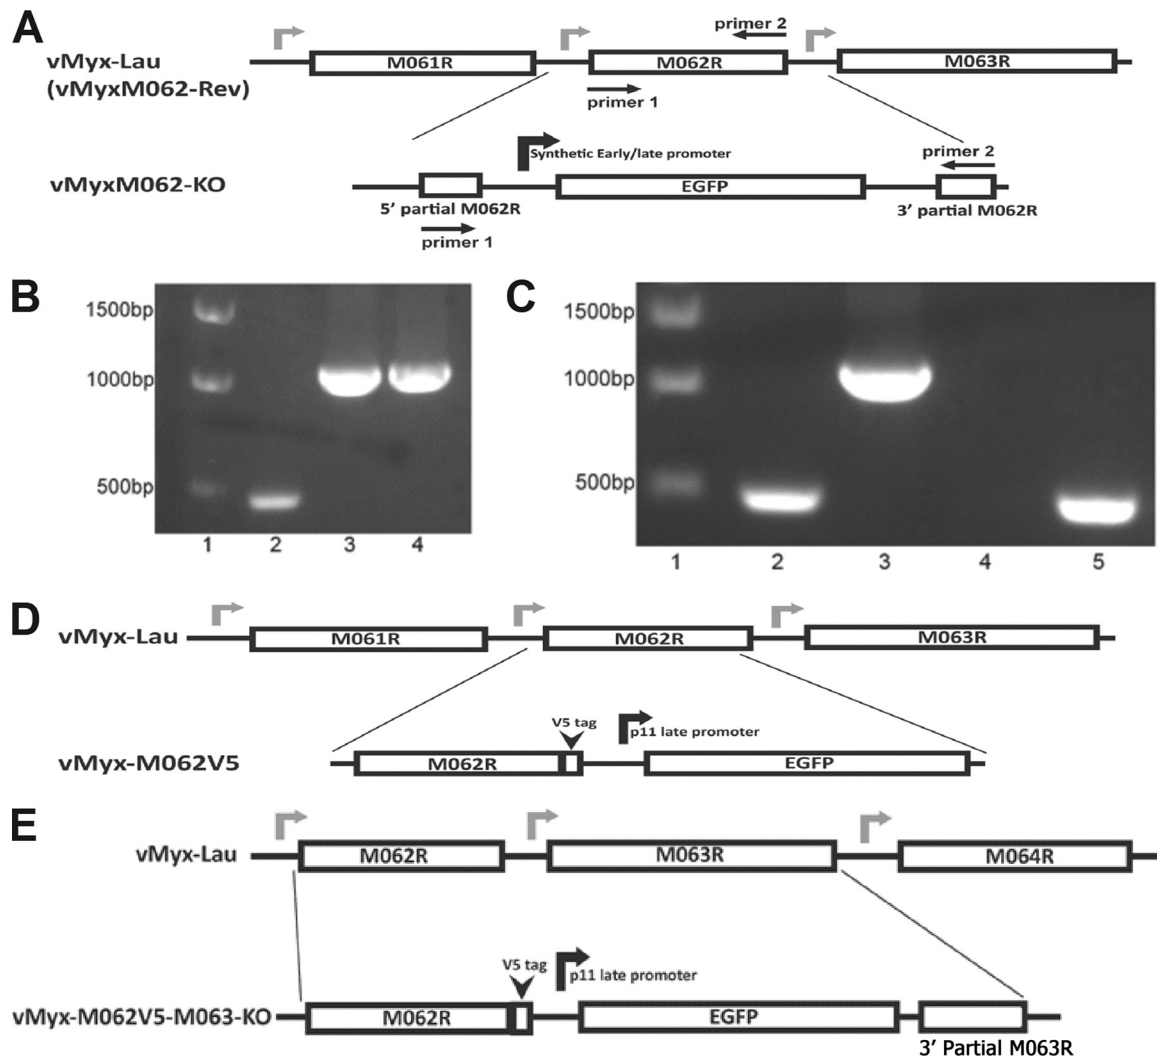 A
vMyx-Lau
(vMyxM062-Rev)
M061R
M062R
M063R
primer 2
primer 1
vMyxM062-KO
Synthetic Early/late promoter
primer 2
EGFP
5' partial M062R
3' partial M062R
primer 1
B
1500bp
1000bp
500bp
1 2 3 4
C
1500bp
1000bp
500bp
1 2 3 4 5
D
vMyx-Lau
M061R
M062R
M063R
V5 tag
p11 late promoter
vMyx-M062V5
M062R
EGFP
E
vMyx-Lau
M062R
M063R
M064R
V5 tag
p11 late promoter
vMyx-M062V5-M063-KO
M062R
EGFP
3' Partial M063R